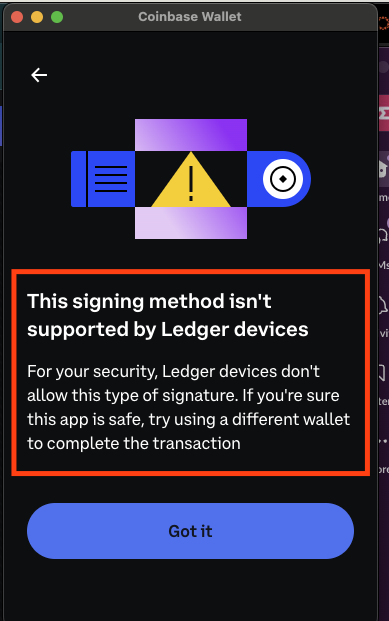 Coinbase Wallet
This signing method isn't
supported by Ledger devices
For your security, Ledger devices don't
allow this type of signature. If you're sure
this app is safe, try using a different wallet
to complete the transaction
Got it